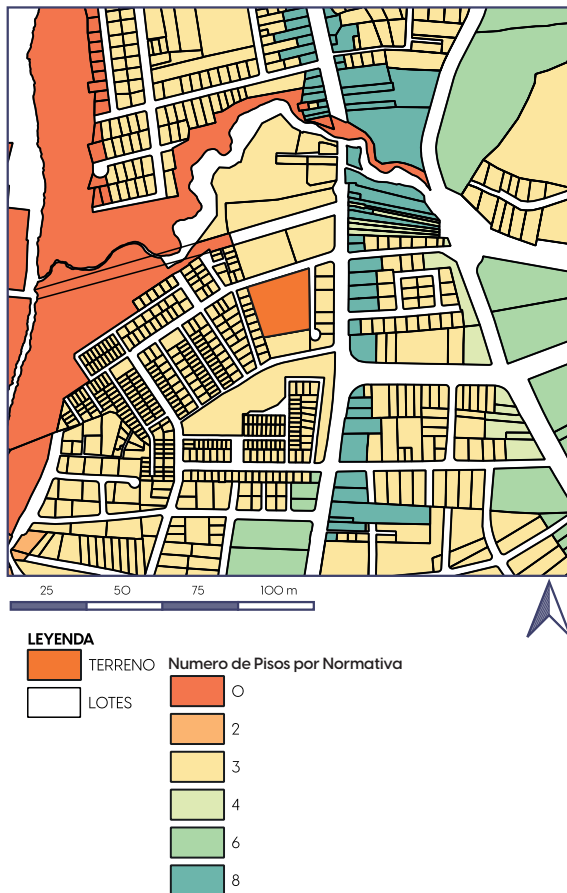 25 50 75 100 m
LEYENDA
TERRENO
LOTES
Numero de Pisos por Normativa
0
2
3
4
6
8